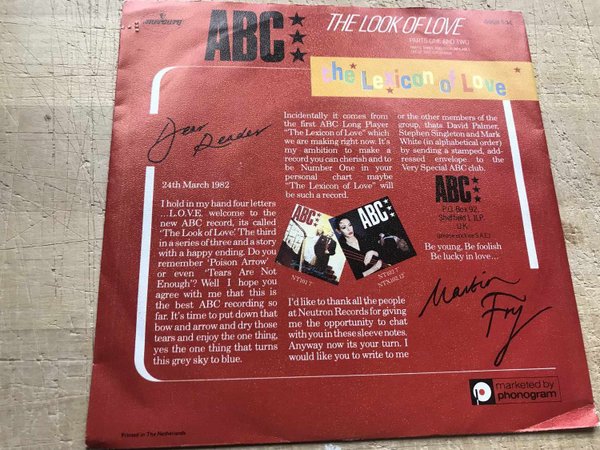 mercury
ABC
THE LOOK OF LOVE
PARTS ONE AND TWO
the Lexicon of Love
Dear Reader
24th March 1982
I hold in my hand four letters
...L.O.V.E. welcome to the
new ABC record, its called
'The Look of Love'. The third
in a series of three and a story
with a happy ending. Do you
remember 'Poison Arrow'
or even 'Tears Are Not
Enough'? Well I hope you
agree with me that this is
the best ABC recording so
far. It's time to put down that
bow and arrow and dry those
tears and enjoy the one thing,
yes the one thing that turns
this grey sky to blue.
Incidentally it comes from
the first ABC Long Player
"The Lexicon of Love" which
we are making right now. It's
my ambition to make a
record you can cherish and to
be Number One in your
personal chart maybe
"The Lexicon of Love" will
be such a record.
ABC
NT101 7"
ABC
NT102 7"
NTX102 12"
I'd like to thank all the people
at Neutron Records for giving
me the opportunity to chat
with you in these sleeve notes.
Anyway now its your turn. I
would like you to write to me
or the other members of the
group, thats David Palmer,
Stephen Singleton and Mark
White (in alphabetical order)
by sending a stamped, add-
ressed envelope to the
Very Special ABC club.
ABC
P.O. Box 92,
Sheffield 1, 1LP.
U.K.
(please enclose S.A.E.)
Be young, Be foolish
Be lucky in love...
Martin
Fry
marketed by
phonogram
Printed in The Netherlands